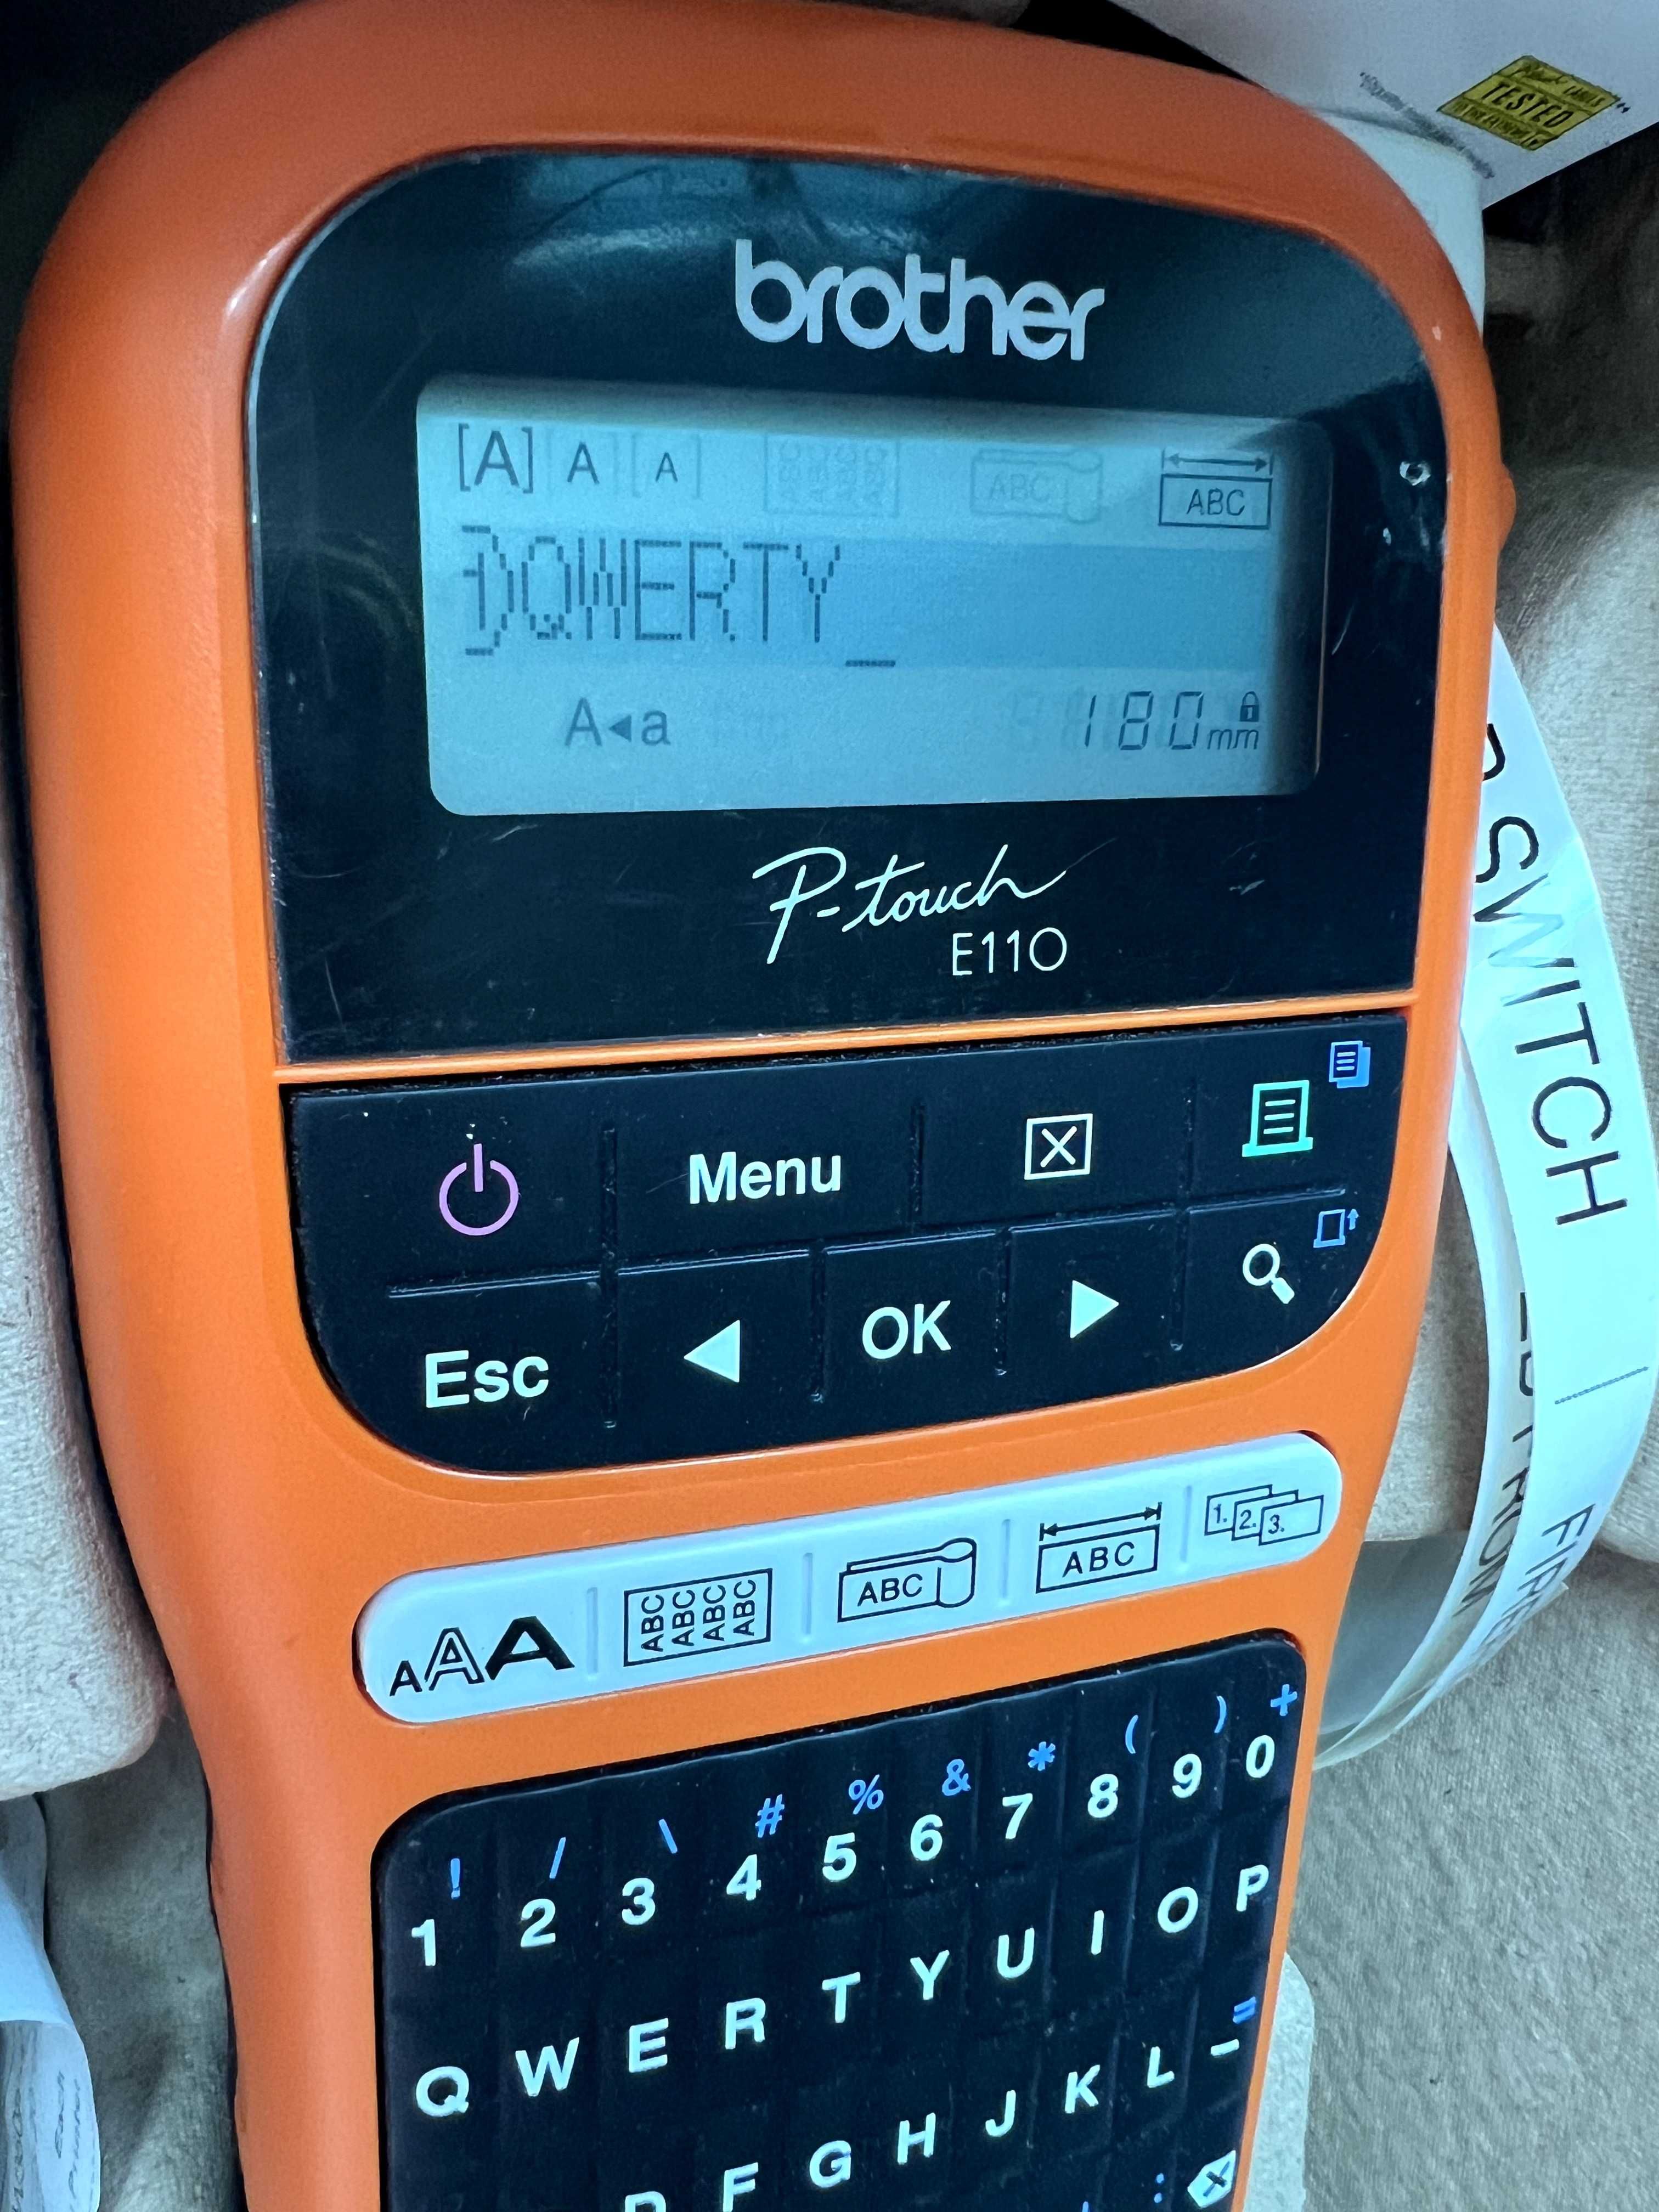 TESTED
brother
[A] A A ABC
QWERTY_
A◂a 180mm
P-touch
E110
SWITCH
Menu
Esc OK
AAA ABC ABC ABC ABC ABC ABC 1. 2. 3.
! / \ # % & * ( ) +
1 2 3 4 5 6 7 8 9 0
Q W E R T Y U I O P
=
F G H J K L –
:
Each